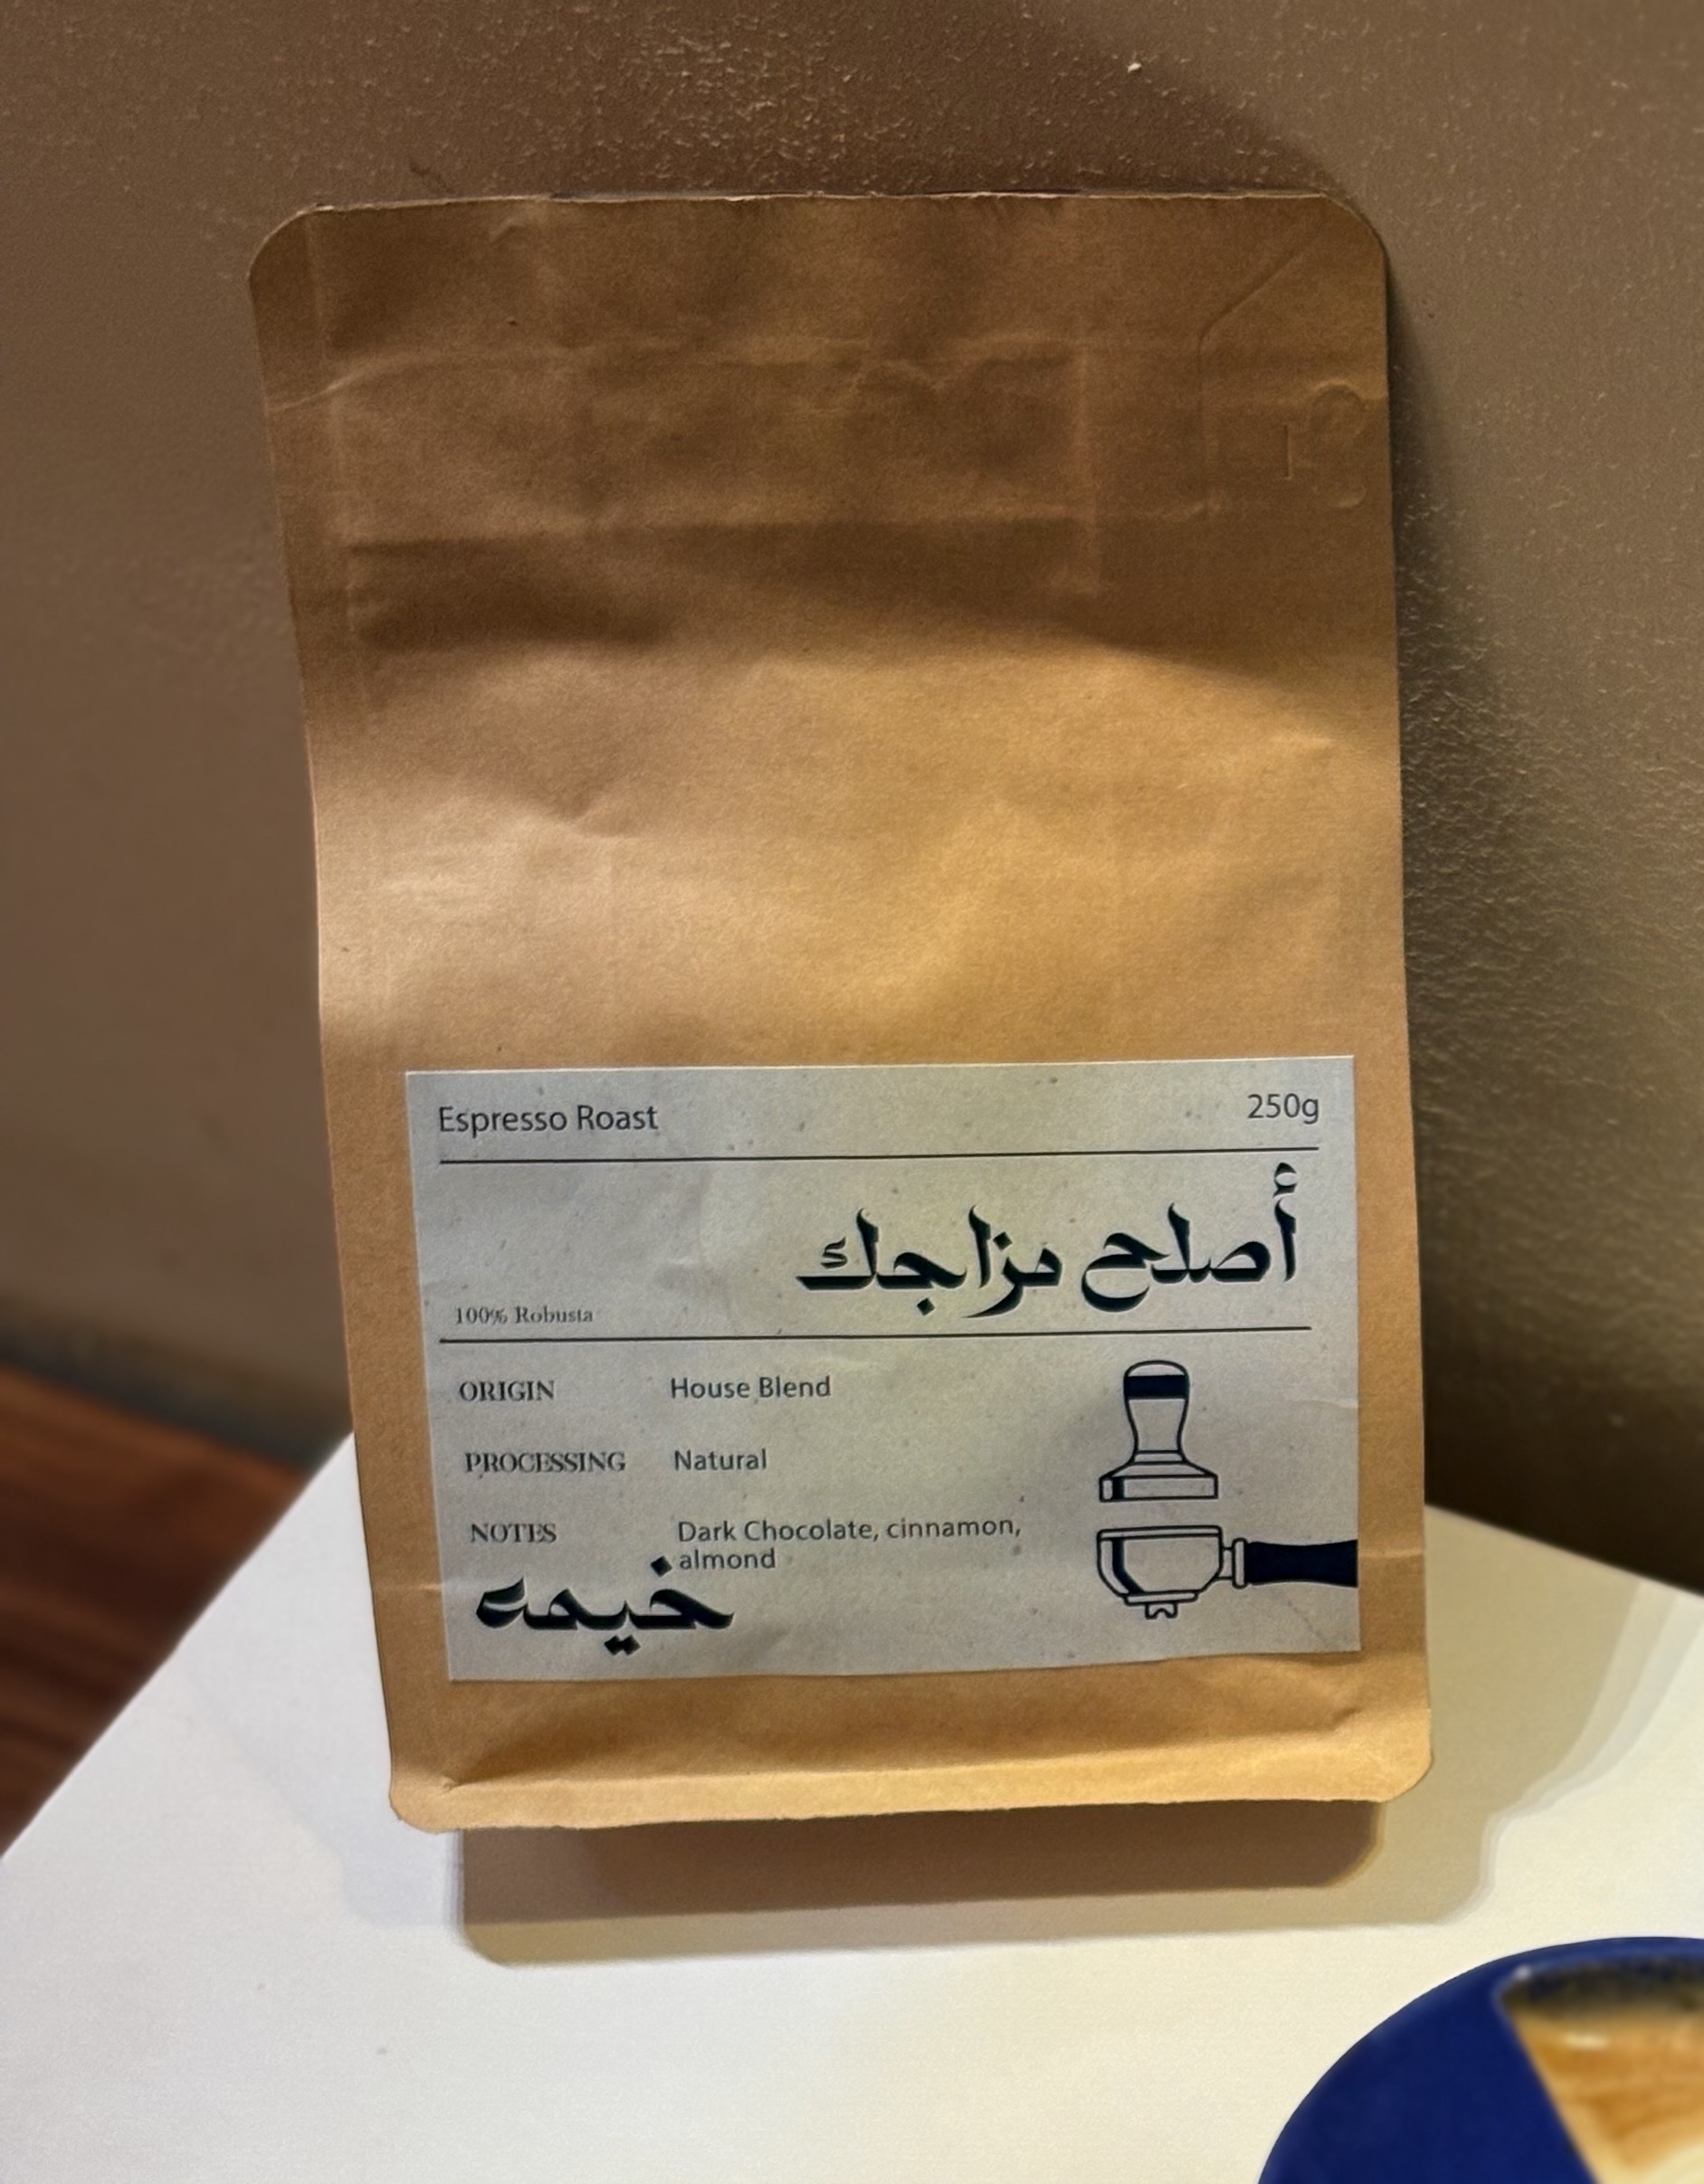 Espresso Roast 250g
أصلح مزاجك
100% Robusta
ORIGIN House Blend
PROCESSING Natural
NOTES Dark Chocolate, cinnamon,
almond
خيمه